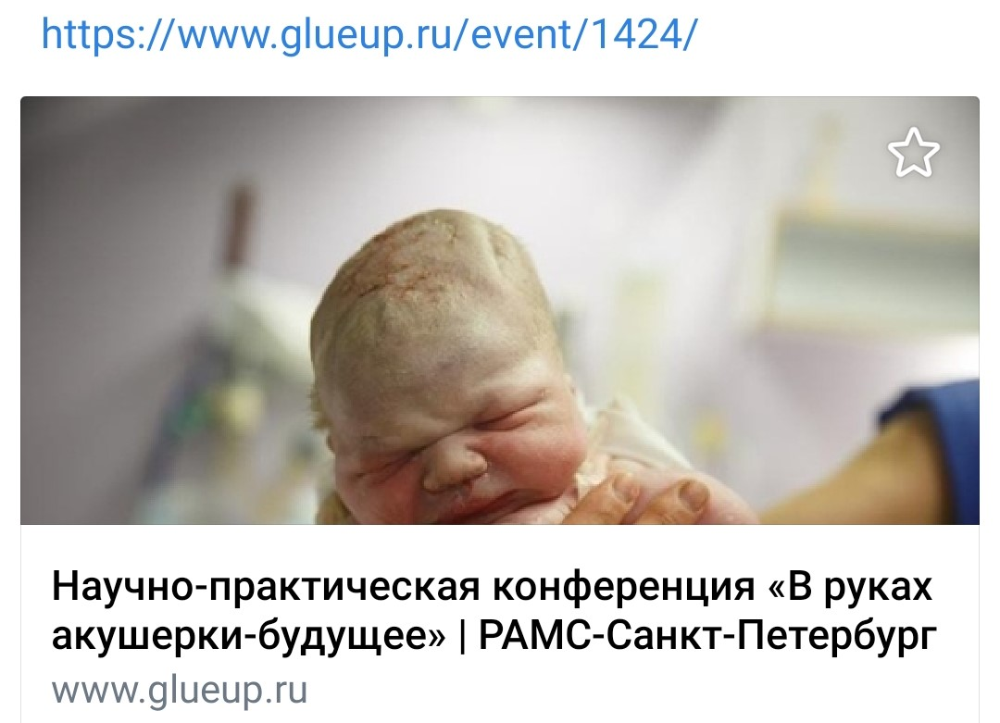 https://www.glueup.ru/event/1424/
Научно-практическая конференция «В руках
акушерки-будущее» | РАМС-Санкт-Петербург
www.glueup.ru